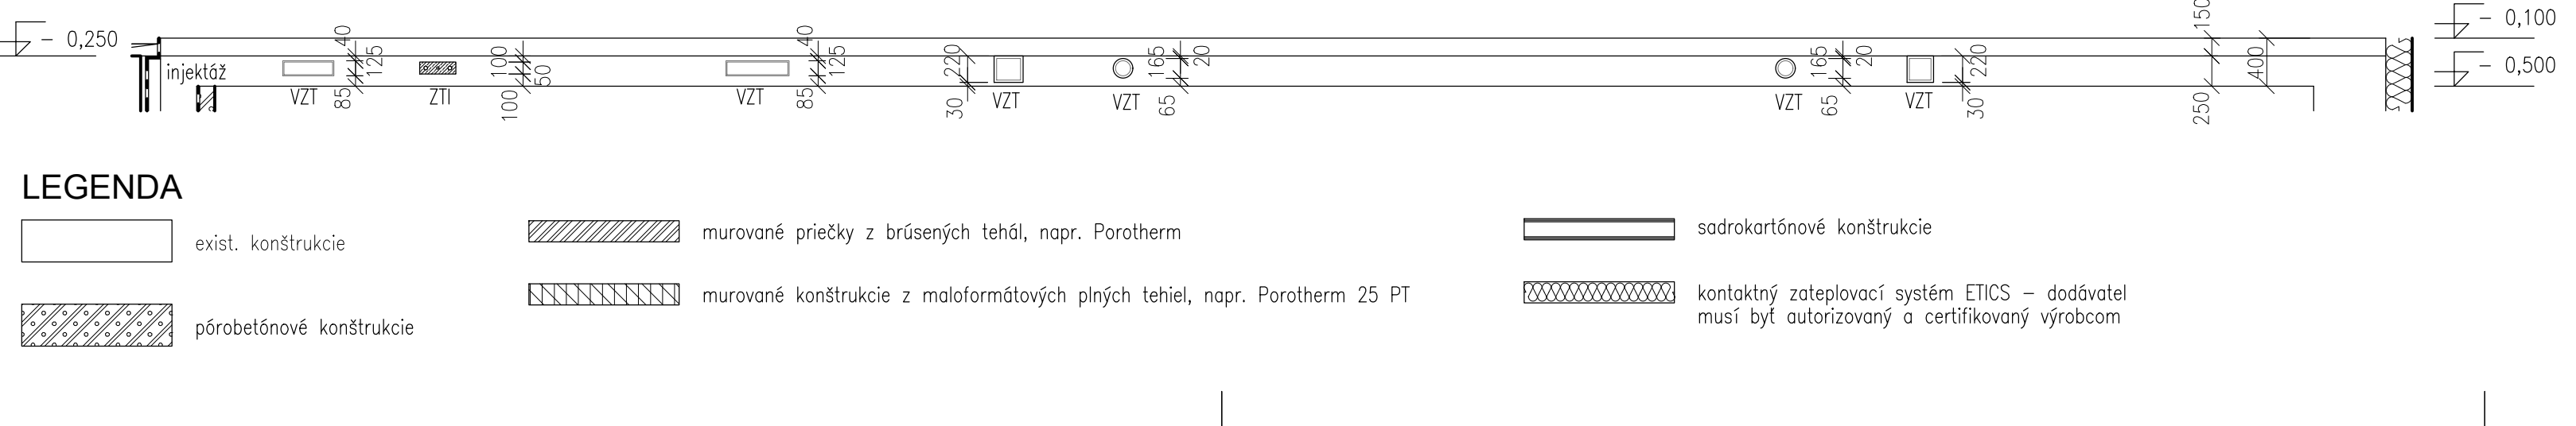 - 0,250
injektáž
VZT
40
125
85
ZTI
100
50
100
VZT
40
125
85
220
30
VZT
VZT
165
20
65
VZT
165
20
65
VZT
220
30
150
400
250
- 0,100
- 0,500
LEGENDA
exist. konštrukcie
pórobetónové konštrukcie
murované priečky z brúsených tehál, napr. Porotherm
murované konštrukcie z maloformátových plných tehiel, napr. Porotherm 25 PT
sadrokartónové konštrukcie
kontaktný zateplovací systém ETICS - dodávatel
musí byť autorizovaný a certifikovaný výrobcom